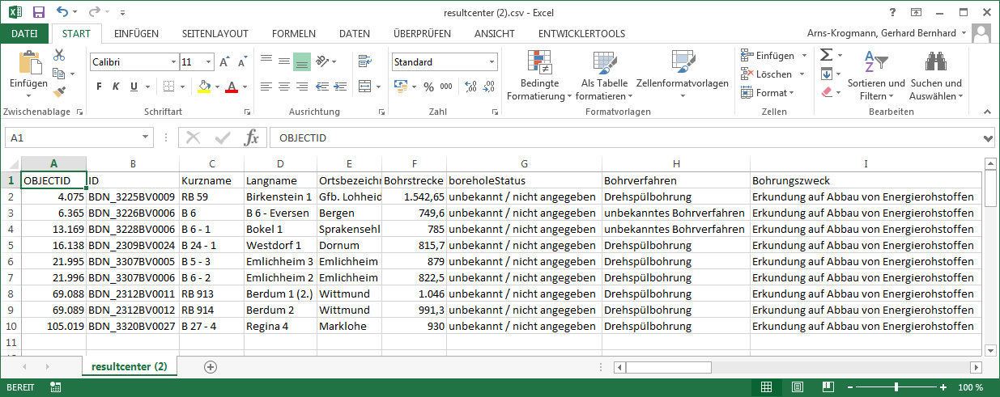 resultcenter (2).csv - Excel
DATEI START EINFÜGEN SEITENLAYOUT FORMELN DATEN ÜBERPRÜFEN ANSICHT ENTWICKLERTOOLS Arns-Krogmann, Gerhard Bernhard
Einfügen
Zwischenablage
Calibri 11
F K U
Schriftart
Ausrichtung
Standard
% 000
Zahl
Bedingte Formatierung
Als Tabelle formatieren
Zellenformatvorlagen
Formatvorlagen
Einfügen
Löschen
Format
Zellen
Sortieren und Filtern
Suchen und Auswählen
Bearbeiten
A1 fx OBJECTID
A B C D E F G H I
1 OBJECTID ID Kurzname Langname Ortsbezeichn Bohrstrecke boreholeStatus Bohrverfahren Bohrungszweck
2 4.075 BDN_3225BV0009 RB 59 Birkenstein 1 Gfb. Lohheid 1.542,65 unbekannt / nicht angegeben Drehspülbohrung Erkundung auf Abbau von Energierohstoffen
3 6.365 BDN_3226BV0006 B 6 B 6 - Eversen Bergen 749,6 unbekannt / nicht angegeben unbekanntes Bohrverfahren Erkundung auf Abbau von Energierohstoffen
4 13.169 BDN_3228BV0006 B 6 - 1 Bokel 1 Sprakensehl 785 unbekannt / nicht angegeben unbekanntes Bohrverfahren Erkundung auf Abbau von Energierohstoffen
5 16.138 BDN_2309BV0024 B 24 - 1 Westdorf 1 Dornum 815,7 unbekannt / nicht angegeben Drehspülbohrung Erkundung auf Abbau von Energierohstoffen
6 21.995 BDN_3307BV0005 B 5 - 3 Emlichheim 3 Emlichheim 879 unbekannt / nicht angegeben Drehspülbohrung Erkundung auf Abbau von Energierohstoffen
7 21.996 BDN_3307BV0006 B 6 - 2 Emlichheim 2 Emlichheim 822,5 unbekannt / nicht angegeben Drehspülbohrung Erkundung auf Abbau von Energierohstoffen
8 69.088 BDN_2312BV0011 RB 913 Berdum 1 (2.) Wittmund 1.046 unbekannt / nicht angegeben Drehspülbohrung Erkundung auf Abbau von Energierohstoffen
9 69.089 BDN_2312BV0012 RB 914 Berdum 2 Wittmund 991,3 unbekannt / nicht angegeben Drehspülbohrung Erkundung auf Abbau von Energierohstoffen
10 105.019 BDN_3320BV0027 B 27 - 4 Regina 4 Marklohe 930 unbekannt / nicht angegeben Drehspülbohrung Erkundung auf Abbau von Energierohstoffen
11
resultcenter (2)
BEREIT 100 %